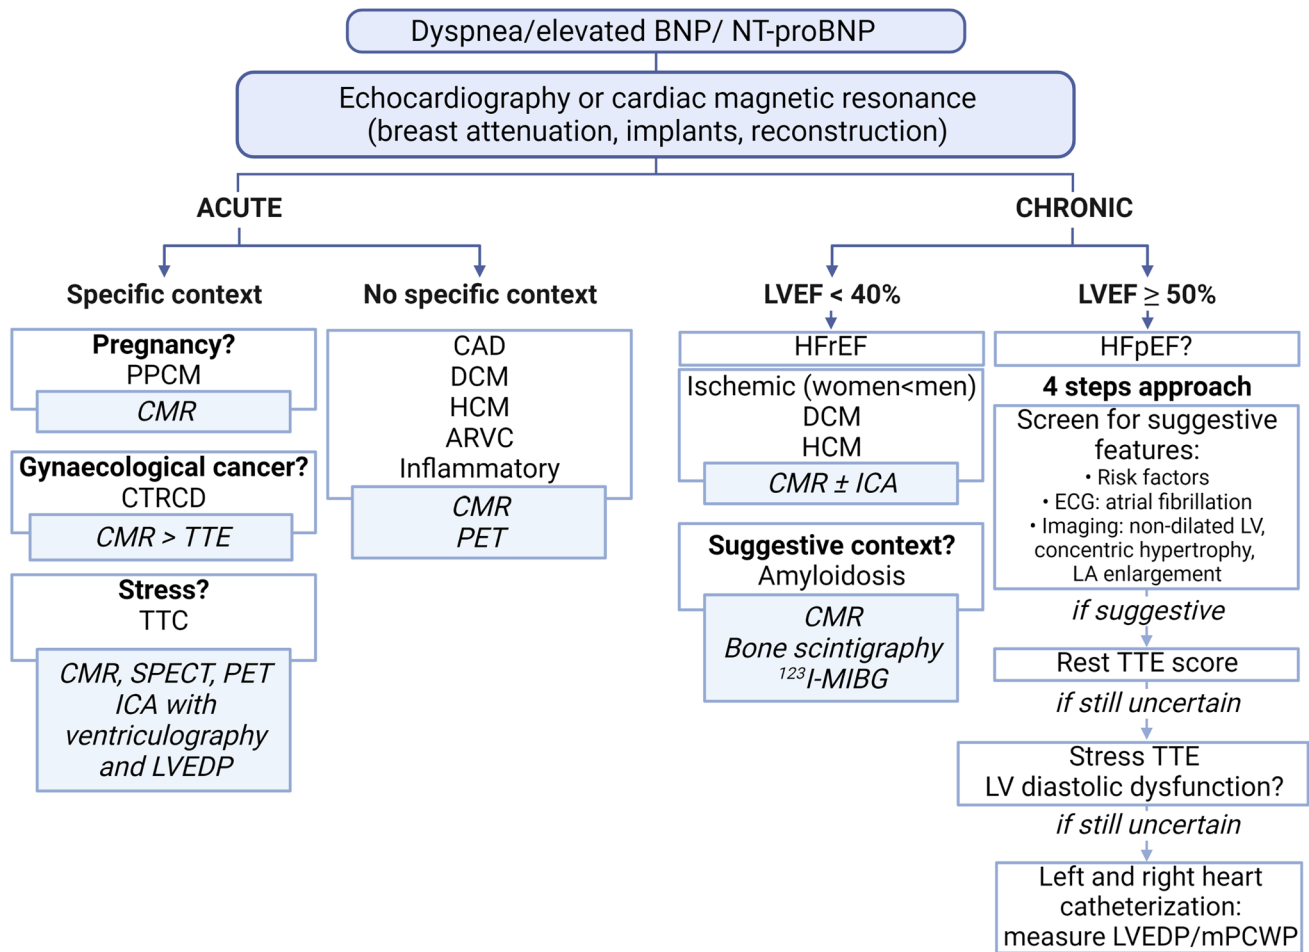 Dyspnea/elevated BNP/ NT-proBNP
Echocardiography or cardiac magnetic resonance
(breast attenuation, implants, reconstruction)
ACUTE
CHRONIC
Specific context
No specific context
LVEF < 40%
LVEF ≥ 50%
Pregnancy?
PPCM
CMR
Gynaecological cancer?
CTRCD
CMR > TTE
Stress?
TTC
CMR, SPECT, PET
ICA with
ventriculography
and LVEDP
CAD
DCM
HCM
ARVC
Inflammatory
CMR
PET
HFrEF
Ischemic (women<men)
DCM
HCM
CMR ± ICA
Suggestive context?
Amyloidosis
CMR
Bone scintigraphy
¹²³I-MIBG
HFpEF?
4 steps approach
Screen for suggestive
features:
• Risk factors
• ECG: atrial fibrillation
• Imaging: non-dilated LV,
concentric hypertrophy,
LA enlargement
if suggestive
Rest TTE score
if still uncertain
Stress TTE
LV diastolic dysfunction?
if still uncertain
Left and right heart
catheterization:
measure LVEDP/mPCWP